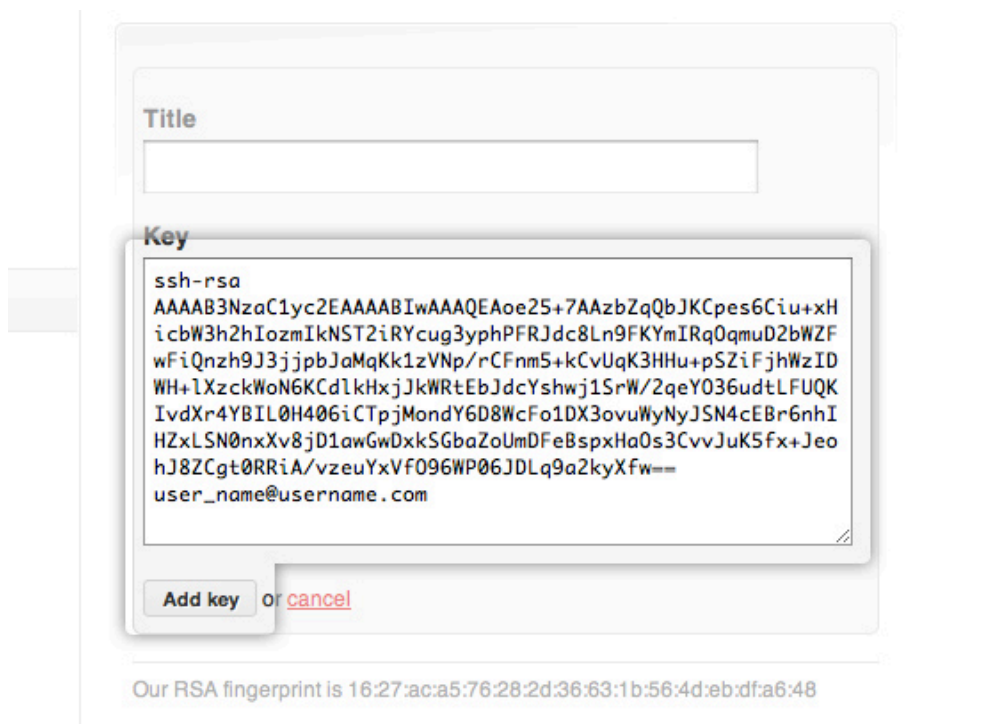 Title
Key
ssh-rsa
AAAAB3NzaC1yc2EAAAABIwAAAQEAoe25+7AAzbZqQbJKCpes6Ciu+xH
icbW3h2hIozmIkNST2iRYcug3yphPFRJdc8Ln9FKYmIRqOqmuD2bWZF
wFiQnzh9J3jjpbJaMqKk1zVNp/rCFnm5+kCvUqK3HHu+pSZiFjhWzID
WH+lXzckWoN6KCdlkHxjJkWRtEbJdcYshwj1SrW/2qeYO36udtLFUQK
IvdXr4YBIL0H406iCTpjMondY6D8WcFo1DX3ovuWyNyJSN4cEBr6nhI
HZxLSN0nxXv8jD1awGwDxkSGbaZoUmDFeBspxHaOs3CvvJuK5fx+Jeo
hJ8ZCgt0RRiA/vzeuYxVfO96WP06JDLq9a2kyXfw==
user_name@username.com
Add key or cancel
Our RSA fingerprint is 16:27:ac:a5:76:28:2d:36:63:1b:56:4d:eb:df:a6:48